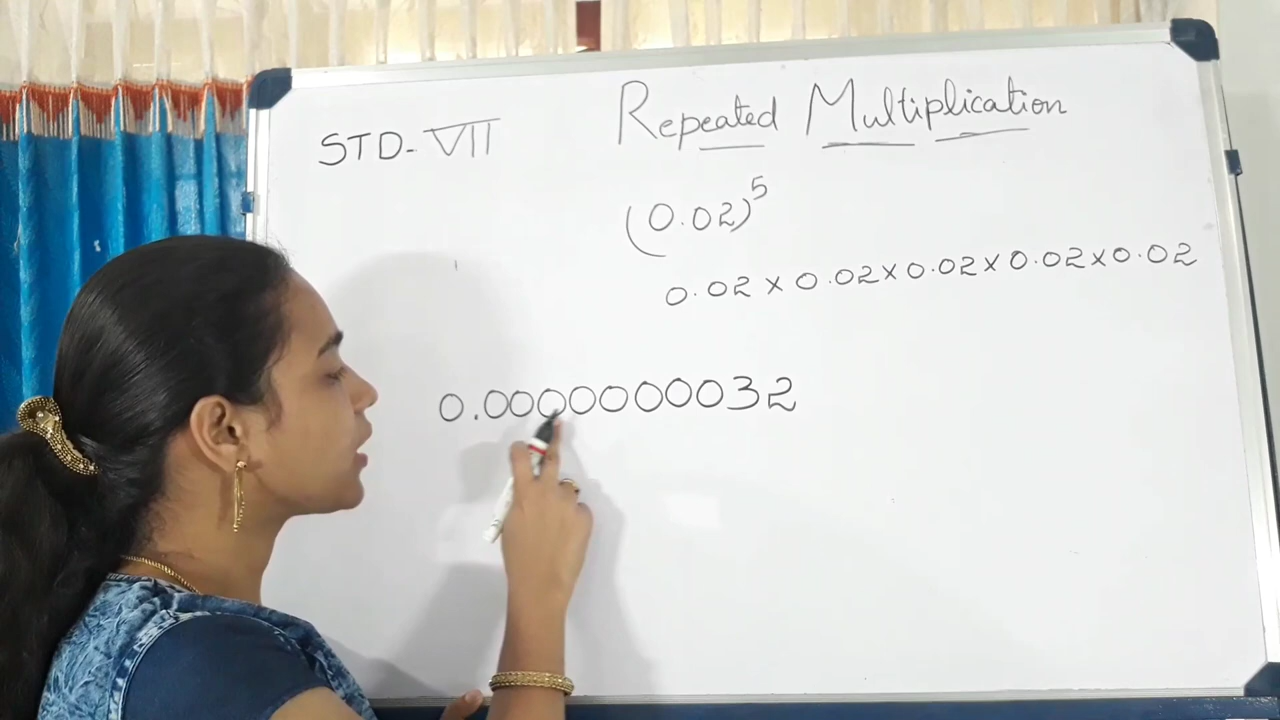 STD-VII
Repeated Multiplication
(0.02)⁵
0.02 × 0.02 × 0.02 × 0.02 × 0.02
0.0000000032